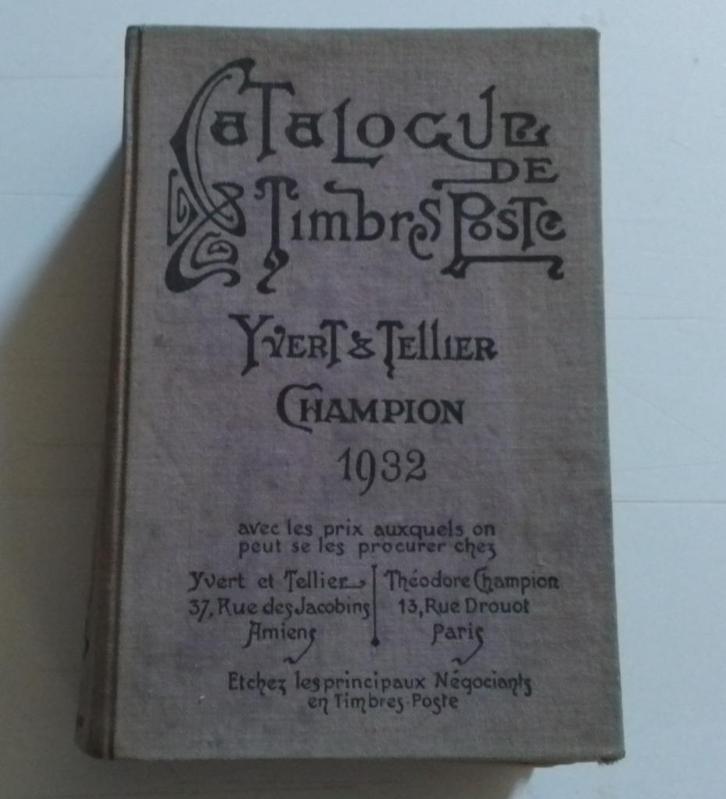 Catalogue
DE
Timbres Poste
Yvert & Tellier
Champion
1932
avec les prix auxquels on
peut se les procurer chez
Yvert et Tellier
37, Rue des Jacobins
Amiens
Théodore Champion
13, Rue Drouot
Paris
Et chez les principaux Négociants
en Timbres-Poste